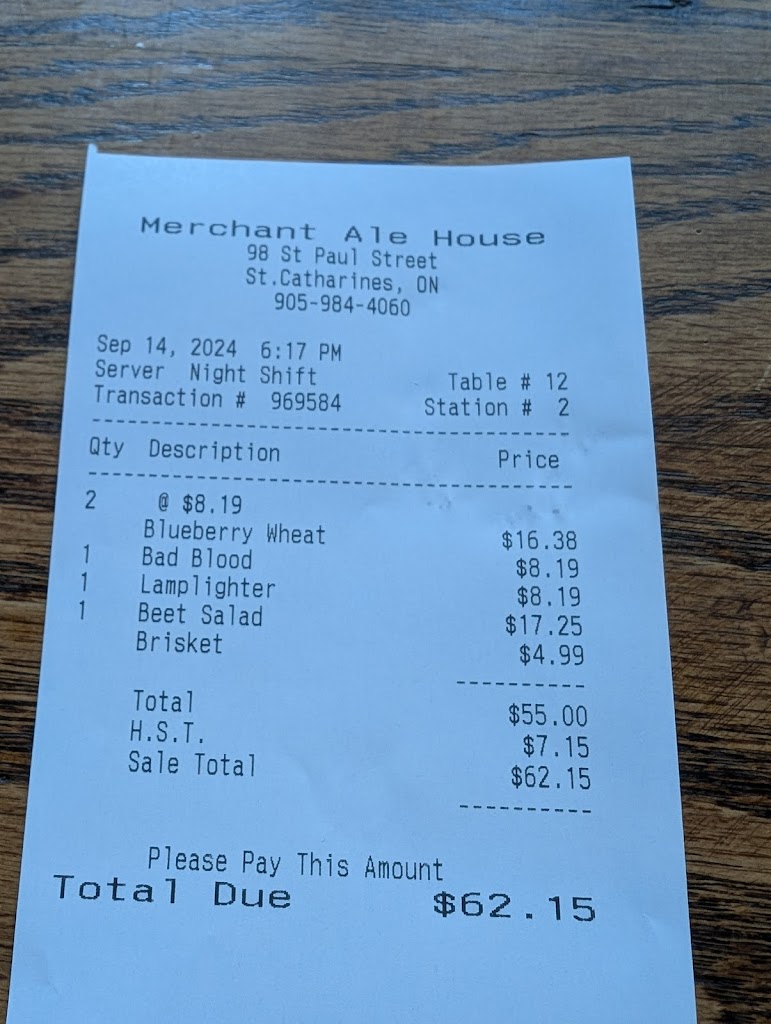 Merchant Ale House
98 St Paul Street
St.Catharines, ON
905-984-4060
Sep 14, 2024 6:17 PM
Server Night Shift Table # 12
Transaction # 969584 Station # 2
Qty Description Price
2 @ $8.19
Blueberry Wheat $16.38
1 Bad Blood $8.19
1 Lamplighter $8.19
1 Beet Salad $17.25
Brisket $4.99
Total $55.00
H.S.T. $7.15
Sale Total $62.15
Please Pay This Amount
Total Due $62.15